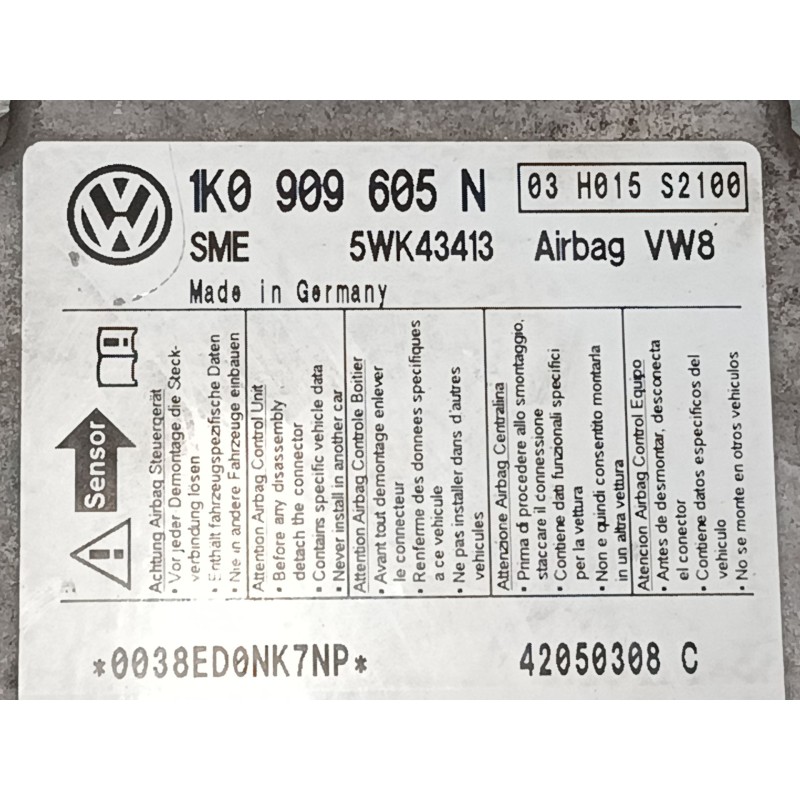 1K0 909 605 N
03 H015 S2100
SME 5WK43413 Airbag VW8
Made in Germany
Sensor
Achtung Airbag Steuergerät
• Vor jeder Demontage die Steck-
verbindung lösen
• Enthält fahrzeugspezifische Daten
• Nie in andere Fahrzeuge einbauen
Attention Airbag Control Unit
• Before any disassembly
detach the connector
• Contains specific vehicle data
• Never install in another car
Attention Airbag Controle Boitier
• Avant tout demontage enlever
le connecteur
• Renferme des donnees specifiques
a ce vehicule
• Ne pas installer dans d'autres
vehicules
Attenzione Airbag Centralina
• Prima di procedere allo smontaggio,
staccare il connessione
• Contiene dati funzionali specifici
per la vettura
• Non e quindi consentito montarla
in un altra vettura
Atencion Airbag Control Equipo
• Antes de desmontar, desconecta
el conector
• Contiene datos especificos del
vehiculo
• No se monte en otros vehiculos
*0038ED0NK7NP*
42050308 C